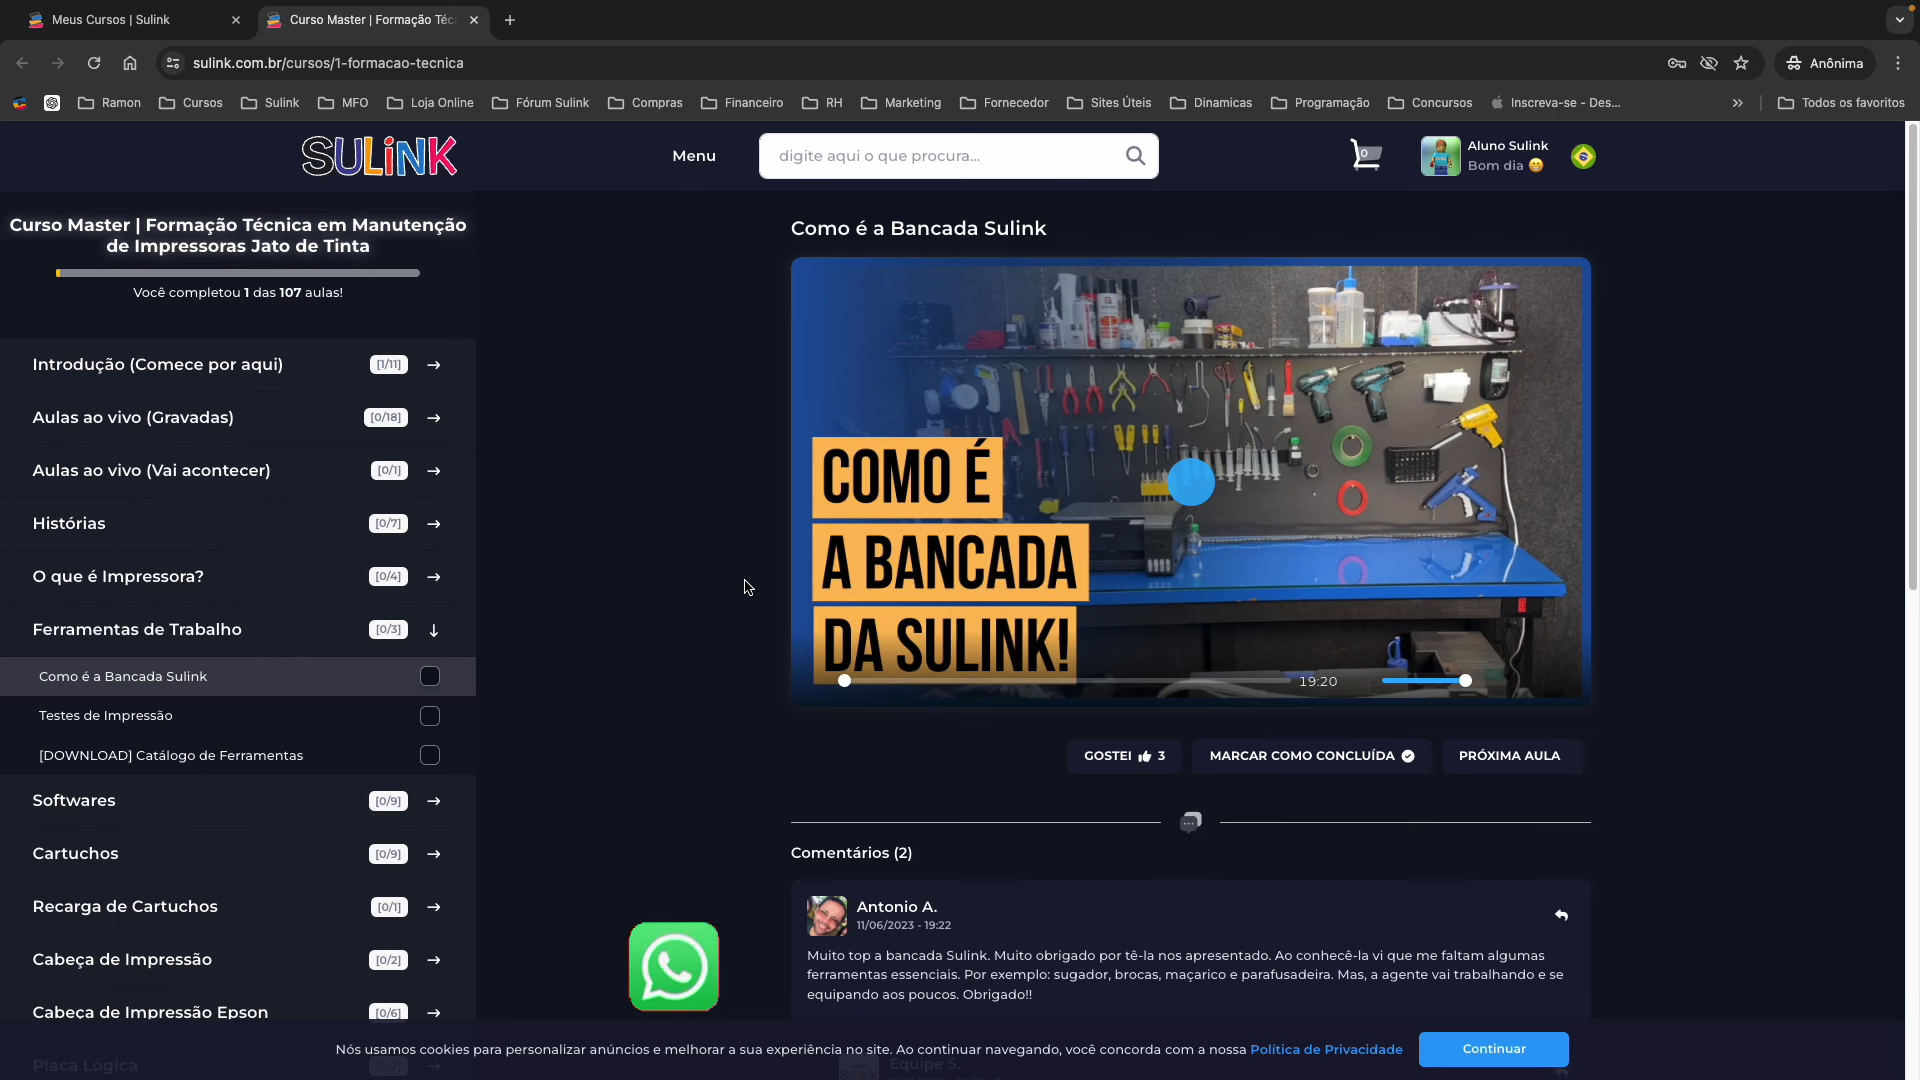 Meus Cursos | Sulink
Curso Master | Formação Téc
sulink.com.br/cursos/1-formacao-tecnica
Anônima
Ramon
Cursos
Sulink
MFO
Loja Online
Fórum Sulink
Compras
Financeiro
RH
Marketing
Fornecedor
Sites Úteis
Dinamicas
Programação
Concursos
Inscreva-se - Des...
Todos os favoritos
SULiNK
Menu
digite aqui o que procura...
0
Aluno Sulink
Bom dia 😁
Curso Master | Formação Técnica em Manutenção
de Impressoras Jato de Tinta
Você completou 1 das 107 aulas!
Introdução (Comece por aqui) [1/11]
Aulas ao vivo (Gravadas) [0/18]
Aulas ao vivo (Vai acontecer) [0/1]
Histórias [0/7]
O que é Impressora? [0/4]
Ferramentas de Trabalho [0/3]
Como é a Bancada Sulink
Testes de Impressão
[DOWNLOAD] Catálogo de Ferramentas
Softwares [0/9]
Cartuchos [0/9]
Recarga de Cartuchos [0/1]
Cabeça de Impressão [0/2]
Cabeça de Impressão Epson [0/6]
Placa Lógica
Como é a Bancada Sulink
COMO É
A BANCADA
DA SULINK!
19:20
GOSTEI 3
MARCAR COMO CONCLUÍDA
PRÓXIMA AULA
Comentários (2)
Antonio A.
11/06/2023 - 19:22
Muito top a bancada Sulink. Muito obrigado por tê-la nos apresentado. Ao conhecê-la vi que me faltam algumas
ferramentas essenciais. Por exemplo: sugador, brocas, maçarico e parafusadeira. Mas, a agente vai trabalhando e se
equipando aos poucos. Obrigado!!
Equipe S.
Nós usamos cookies para personalizar anúncios e melhorar a sua experiência no site. Ao continuar navegando, você concorda com a nossa Política de Privacidade
Continuar